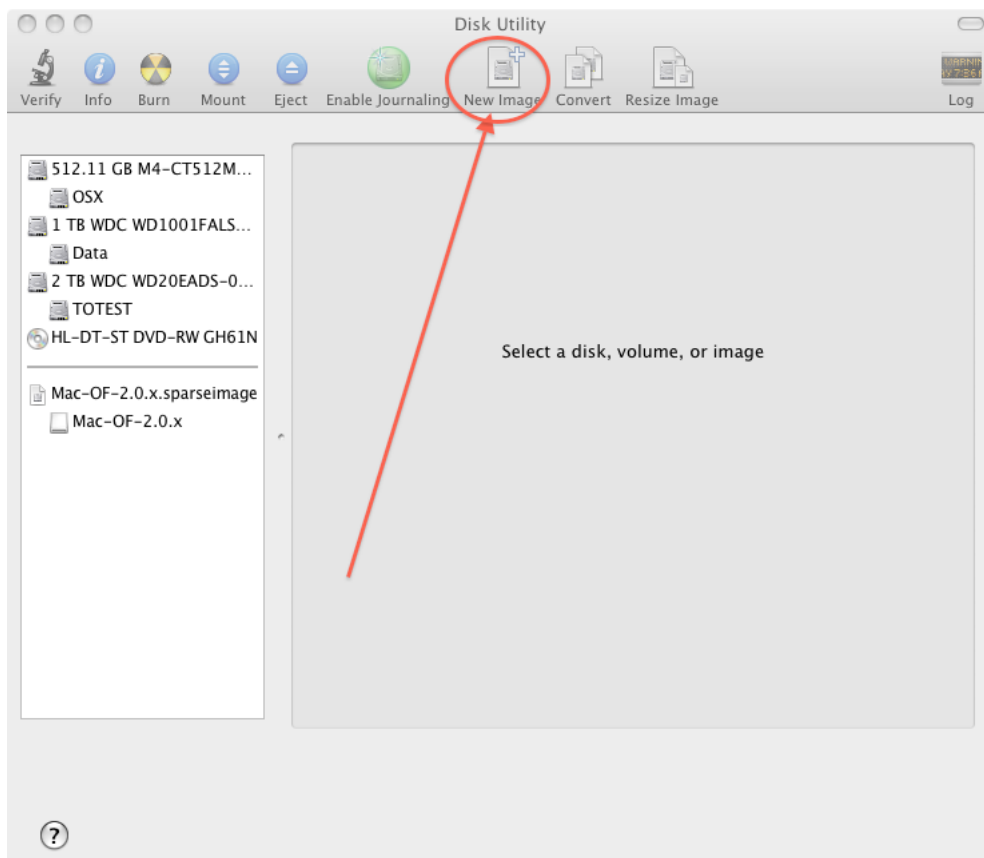 Disk Utility
Verify Info Burn Mount Eject Enable Journaling New Image Convert Resize Image Log
512.11 GB M4-CT512M...
OSX
1 TB WDC WD1001FALS...
Data
2 TB WDC WD20EADS-0...
TOTEST
HL-DT-ST DVD-RW GH61N
Mac-OF-2.0.x.sparseimage
Mac-OF-2.0.x
Select a disk, volume, or image
?